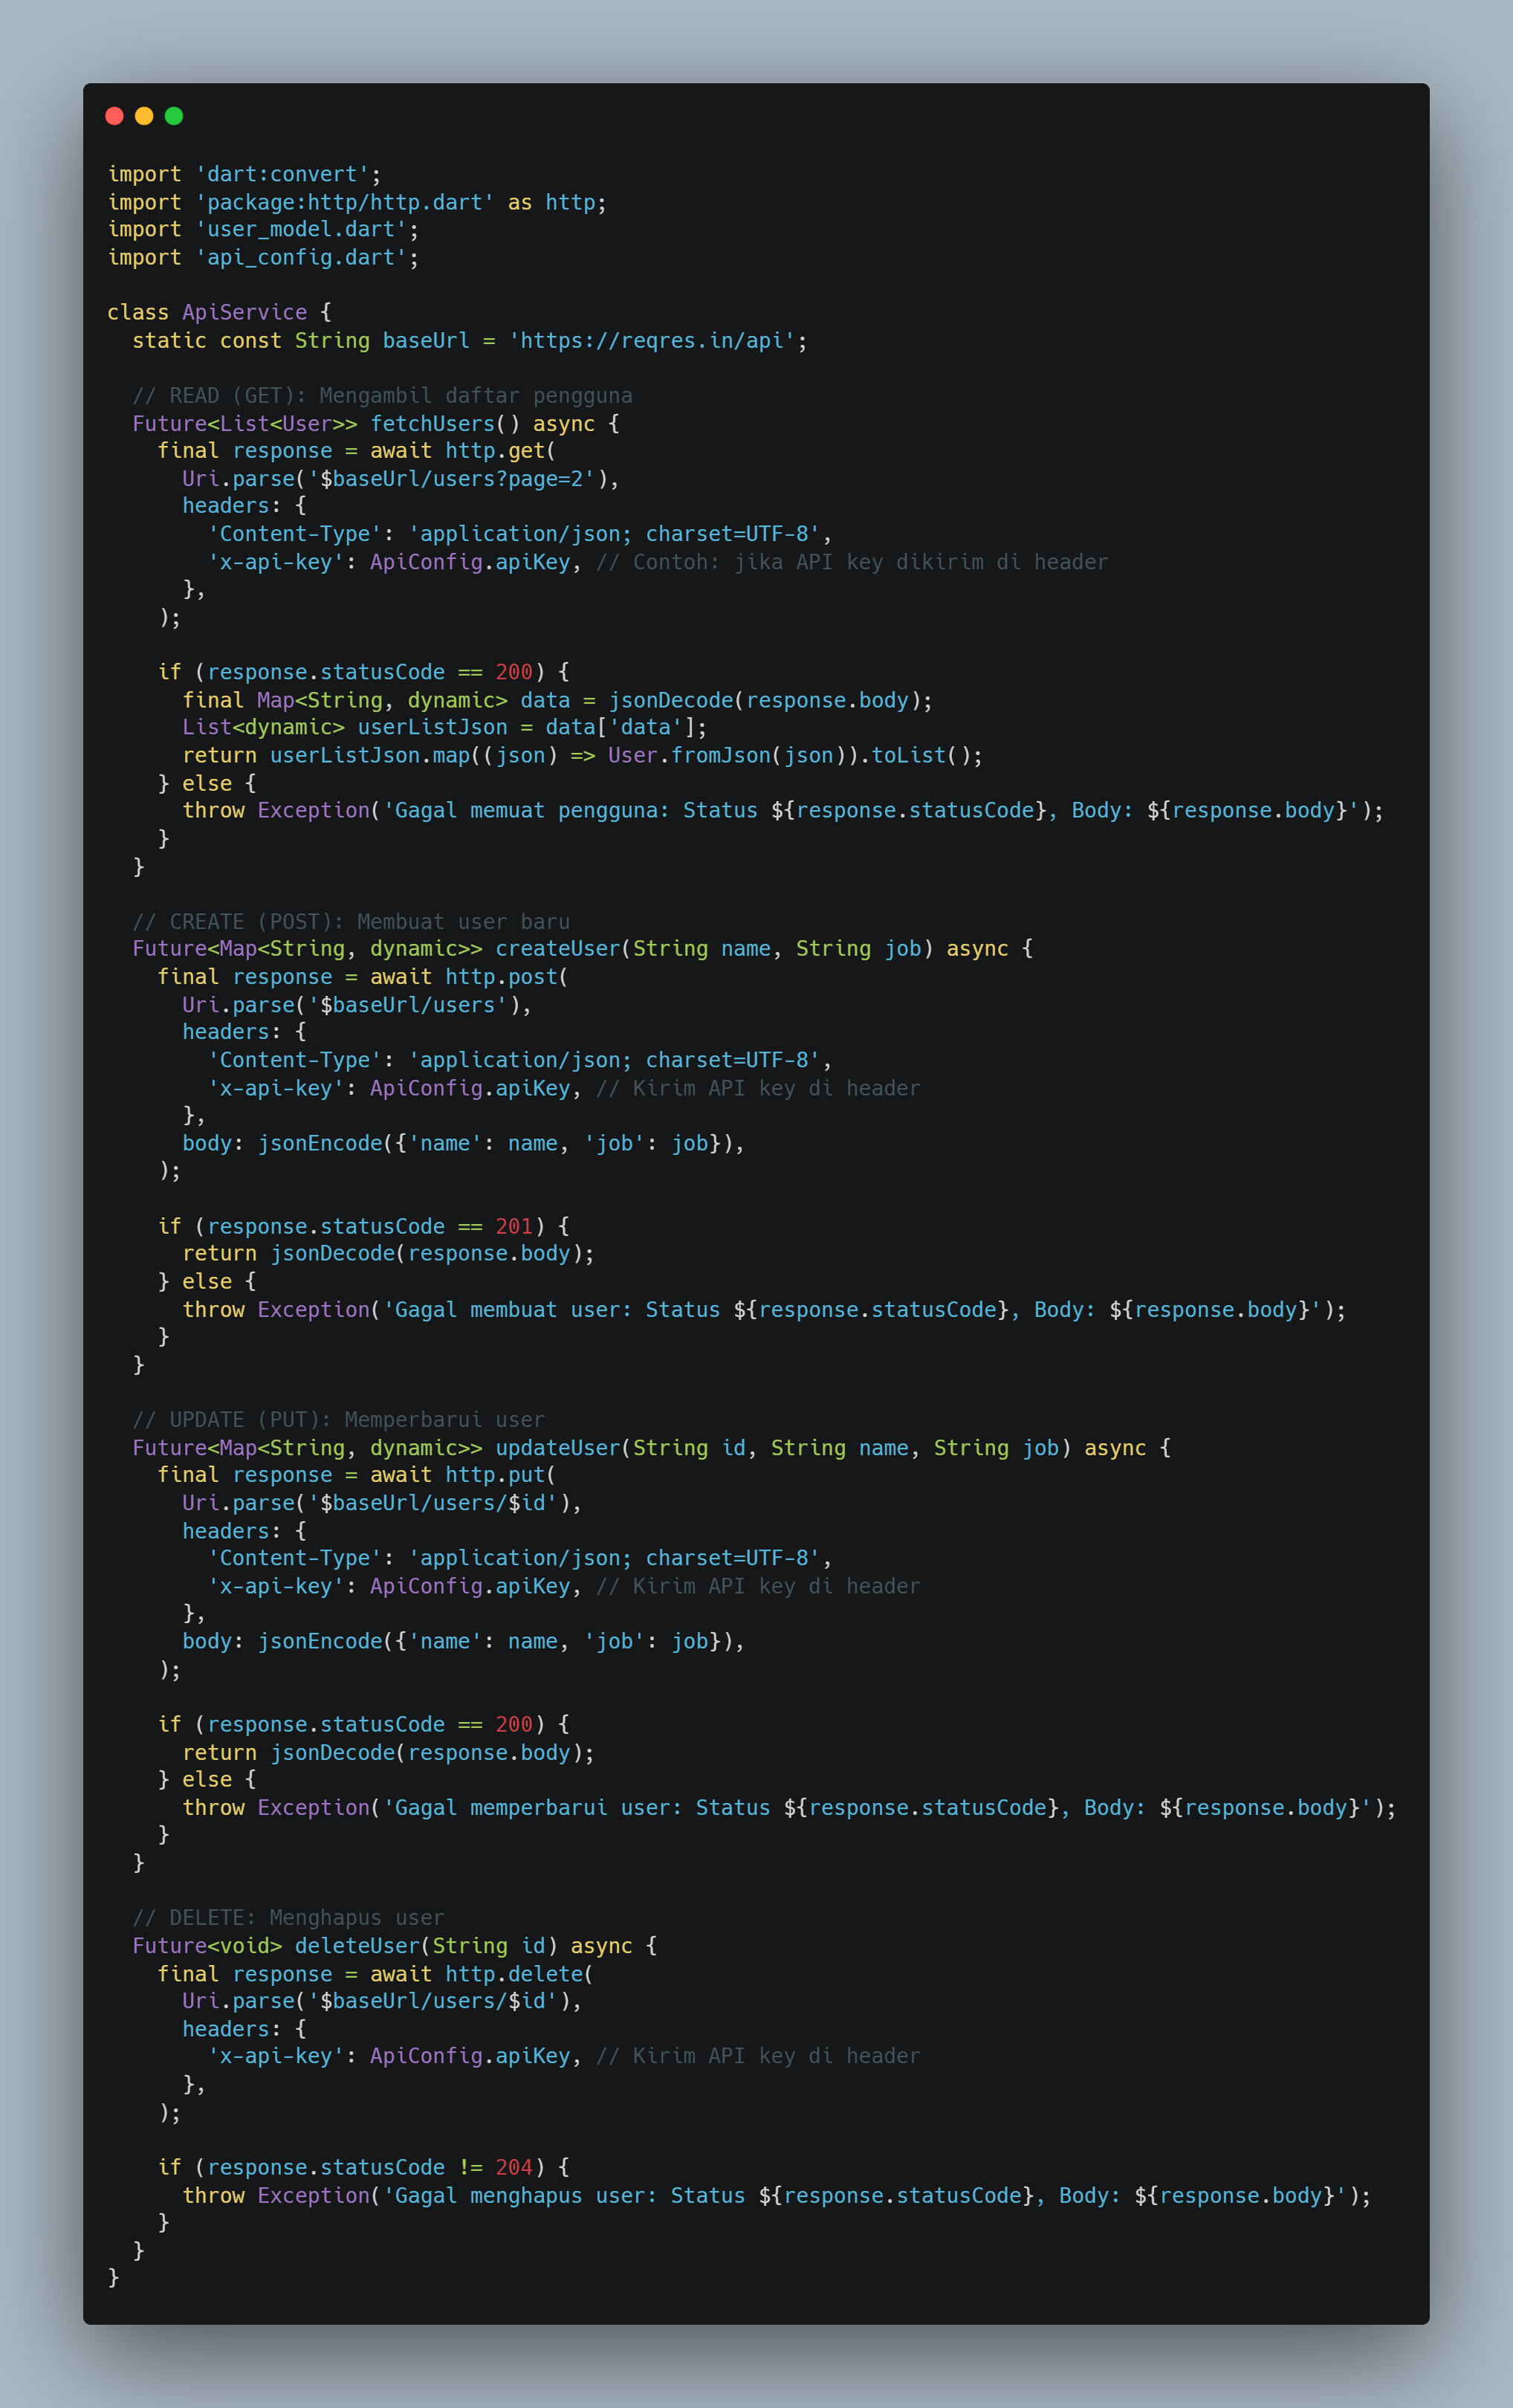 import 'dart:convert';
import 'package:http/http.dart' as http;
import 'user_model.dart';
import 'api_config.dart';

class ApiService {
  static const String baseUrl = 'https://reqres.in/api';

  // READ (GET): Mengambil daftar pengguna
  Future<List<User>> fetchUsers() async {
    final response = await http.get(
      Uri.parse('$baseUrl/users?page=2'),
      headers: {
        'Content-Type': 'application/json; charset=UTF-8',
        'x-api-key': ApiConfig.apiKey, // Contoh: jika API key dikirim di header
      },
    );

    if (response.statusCode == 200) {
      final Map<String, dynamic> data = jsonDecode(response.body);
      List<dynamic> userListJson = data['data'];
      return userListJson.map((json) => User.fromJson(json)).toList();
    } else {
      throw Exception('Gagal memuat pengguna: Status ${response.statusCode}, Body: ${response.body}');
    }
  }

  // CREATE (POST): Membuat user baru
  Future<Map<String, dynamic>> createUser(String name, String job) async {
    final response = await http.post(
      Uri.parse('$baseUrl/users'),
      headers: {
        'Content-Type': 'application/json; charset=UTF-8',
        'x-api-key': ApiConfig.apiKey, // Kirim API key di header
      },
      body: jsonEncode({'name': name, 'job': job}),
    );

    if (response.statusCode == 201) {
      return jsonDecode(response.body);
    } else {
      throw Exception('Gagal membuat user: Status ${response.statusCode}, Body: ${response.body}');
    }
  }

  // UPDATE (PUT): Memperbarui user
  Future<Map<String, dynamic>> updateUser(String id, String name, String job) async {
    final response = await http.put(
      Uri.parse('$baseUrl/users/$id'),
      headers: {
        'Content-Type': 'application/json; charset=UTF-8',
        'x-api-key': ApiConfig.apiKey, // Kirim API key di header
      },
      body: jsonEncode({'name': name, 'job': job}),
    );

    if (response.statusCode == 200) {
      return jsonDecode(response.body);
    } else {
      throw Exception('Gagal memperbarui user: Status ${response.statusCode}, Body: ${response.body}');
    }
  }

  // DELETE: Menghapus user
  Future<void> deleteUser(String id) async {
    final response = await http.delete(
      Uri.parse('$baseUrl/users/$id'),
      headers: {
        'x-api-key': ApiConfig.apiKey, // Kirim API key di header
      },
    );

    if (response.statusCode != 204) {
      throw Exception('Gagal menghapus user: Status ${response.statusCode}, Body: ${response.body}');
    }
  }
}